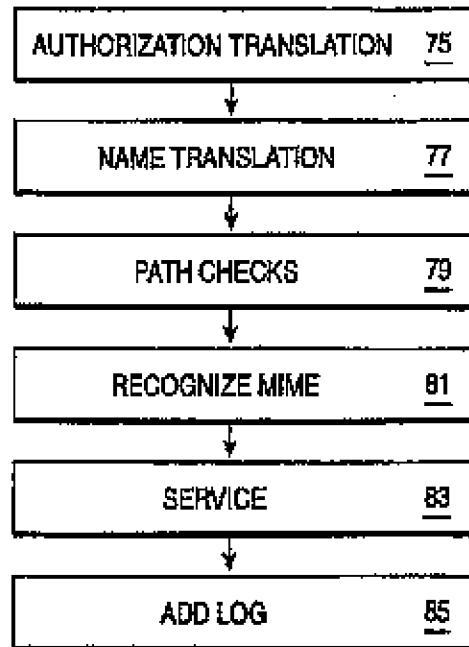 AUTHORIZATION TRANSLATION 75
NAME TRANSLATION 77
PATH CHECKS 79
RECOGNIZE MIME 81
SERVICE 83
ADD LOG 85